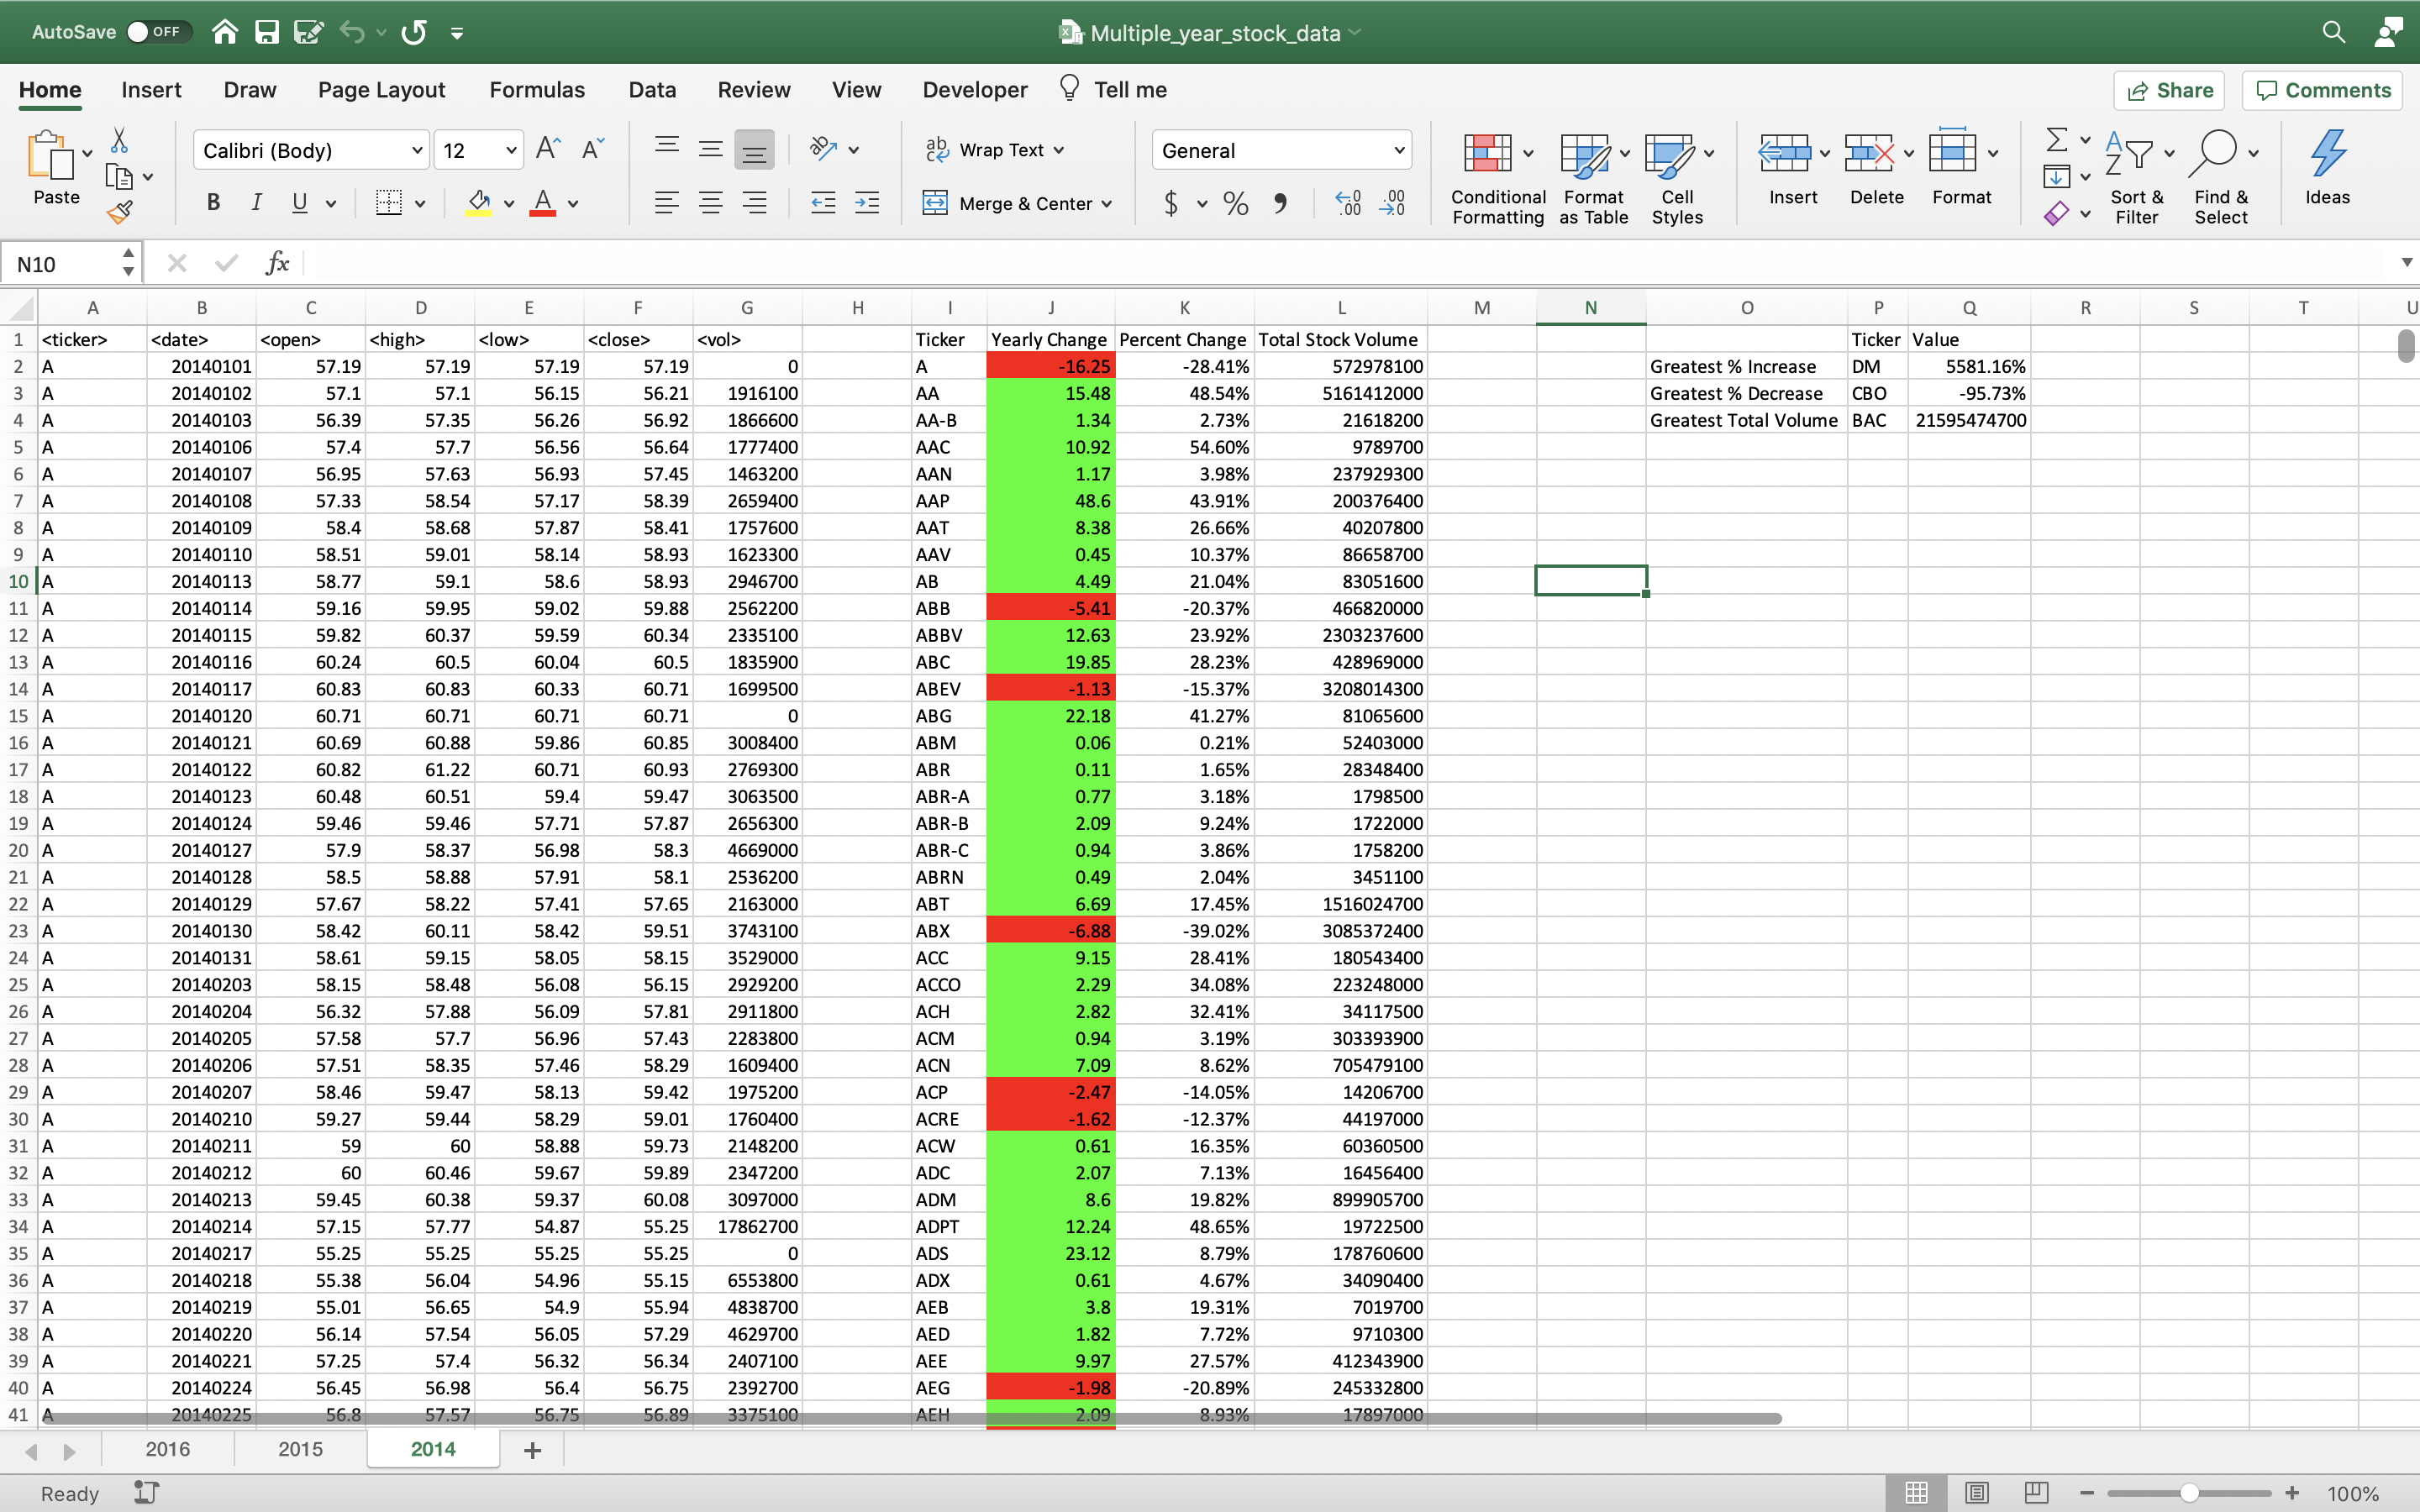 AutoSave OFF Multiple_year_stock_data
Home Insert Draw Page Layout Formulas Data Review View Developer Tell me Share Comments
Paste Calibri (Body) 12 A A Wrap Text General Conditional Formatting Format as Table Cell Styles Insert Delete Format Sort & Filter Find & Select Ideas
B I U A Merge & Center $ % 9 .0 .00 .00 .0
N10 fx
A B C D E F G H I J K L M N O P Q R S T U
1 <ticker> <date> <open> <high> <low> <close> <vol> Ticker Yearly Change Percent Change Total Stock Volume Ticker Value
2 A 20140101 57.19 57.19 57.19 57.19 0 A -16.25 -28.41% 572978100 Greatest % Increase DM 5581.16%
3 A 20140102 57.1 57.1 56.15 56.21 1916100 AA 15.48 48.54% 5161412000 Greatest % Decrease CBO -95.73%
4 A 20140103 56.39 57.35 56.26 56.92 1866600 AA-B 1.34 2.73% 21618200 Greatest Total Volume BAC 21595474700
5 A 20140106 57.4 57.7 56.56 56.64 1777400 AAC 10.92 54.60% 9789700
6 A 20140107 56.95 57.63 56.93 57.45 1463200 AAN 1.17 3.98% 237929300
7 A 20140108 57.33 58.54 57.17 58.39 2659400 AAP 48.6 43.91% 200376400
8 A 20140109 58.4 58.68 57.87 58.41 1757600 AAT 8.38 26.66% 40207800
9 A 20140110 58.51 59.01 58.14 58.93 1623300 AAV 0.45 10.37% 86658700
10 A 20140113 58.77 59.1 58.6 58.93 2946700 AB 4.49 21.04% 83051600
11 A 20140114 59.16 59.95 59.02 59.88 2562200 ABB -5.41 -20.37% 466820000
12 A 20140115 59.82 60.37 59.59 60.34 2335100 ABBV 12.63 23.92% 2303237600
13 A 20140116 60.24 60.5 60.04 60.5 1835900 ABC 19.85 28.23% 428969000
14 A 20140117 60.83 60.83 60.33 60.71 1699500 ABEV -1.13 -15.37% 3208014300
15 A 20140120 60.71 60.71 60.71 60.71 0 ABG 22.18 41.27% 81065600
16 A 20140121 60.69 60.88 59.86 60.85 3008400 ABM 0.06 0.21% 52403000
17 A 20140122 60.82 61.22 60.71 60.93 2769300 ABR 0.11 1.65% 28348400
18 A 20140123 60.48 60.51 59.4 59.47 3063500 ABR-A 0.77 3.18% 1798500
19 A 20140124 59.46 59.46 57.71 57.87 2656300 ABR-B 2.09 9.24% 1722000
20 A 20140127 57.9 58.37 56.98 58.3 4669000 ABR-C 0.94 3.86% 1758200
21 A 20140128 58.5 58.88 57.91 58.1 2536200 ABRN 0.49 2.04% 3451100
22 A 20140129 57.67 58.22 57.41 57.65 2163000 ABT 6.69 17.45% 1516024700
23 A 20140130 58.42 60.11 58.42 59.51 3743100 ABX -6.88 -39.02% 3085372400
24 A 20140131 58.61 59.15 58.05 58.15 3529000 ACC 9.15 28.41% 180543400
25 A 20140203 58.15 58.48 56.08 56.15 2929200 ACCO 2.29 34.08% 223248000
26 A 20140204 56.32 57.88 56.09 57.81 2911800 ACH 2.82 32.41% 34117500
27 A 20140205 57.58 57.7 56.96 57.43 2283800 ACM 0.94 3.19% 303393900
28 A 20140206 57.51 58.35 57.46 58.29 1609400 ACN 7.09 8.62% 705479100
29 A 20140207 58.46 59.47 58.13 59.42 1975200 ACP -2.47 -14.05% 14206700
30 A 20140210 59.27 59.44 58.29 59.01 1760400 ACRE -1.62 -12.37% 44197000
31 A 20140211 59 60 58.88 59.73 2148200 ACW 0.61 16.35% 60360500
32 A 20140212 60 60.46 59.67 59.89 2347200 ADC 2.07 7.13% 16456400
33 A 20140213 59.45 60.38 59.37 60.08 3097000 ADM 8.6 19.82% 899905700
34 A 20140214 57.15 57.77 54.87 55.25 17862700 ADPT 12.24 48.65% 19722500
35 A 20140217 55.25 55.25 55.25 55.25 0 ADS 23.12 8.79% 178760600
36 A 20140218 55.38 56.04 54.96 55.15 6553800 ADX 0.61 4.67% 34090400
37 A 20140219 55.01 56.65 54.9 55.94 4838700 AEB 3.8 19.31% 7019700
38 A 20140220 56.14 57.54 56.05 57.29 4629700 AED 1.82 7.72% 9710300
39 A 20140221 57.25 57.4 56.32 56.34 2407100 AEE 9.97 27.57% 412343900
40 A 20140224 56.45 56.98 56.4 56.75 2392700 AEG -1.98 -20.89% 245332800
41 A 20140225 56.8 57.57 56.75 56.89 3375100 AEH 2.09 8.93% 17897000
2016 2015 2014 +
Ready 100%